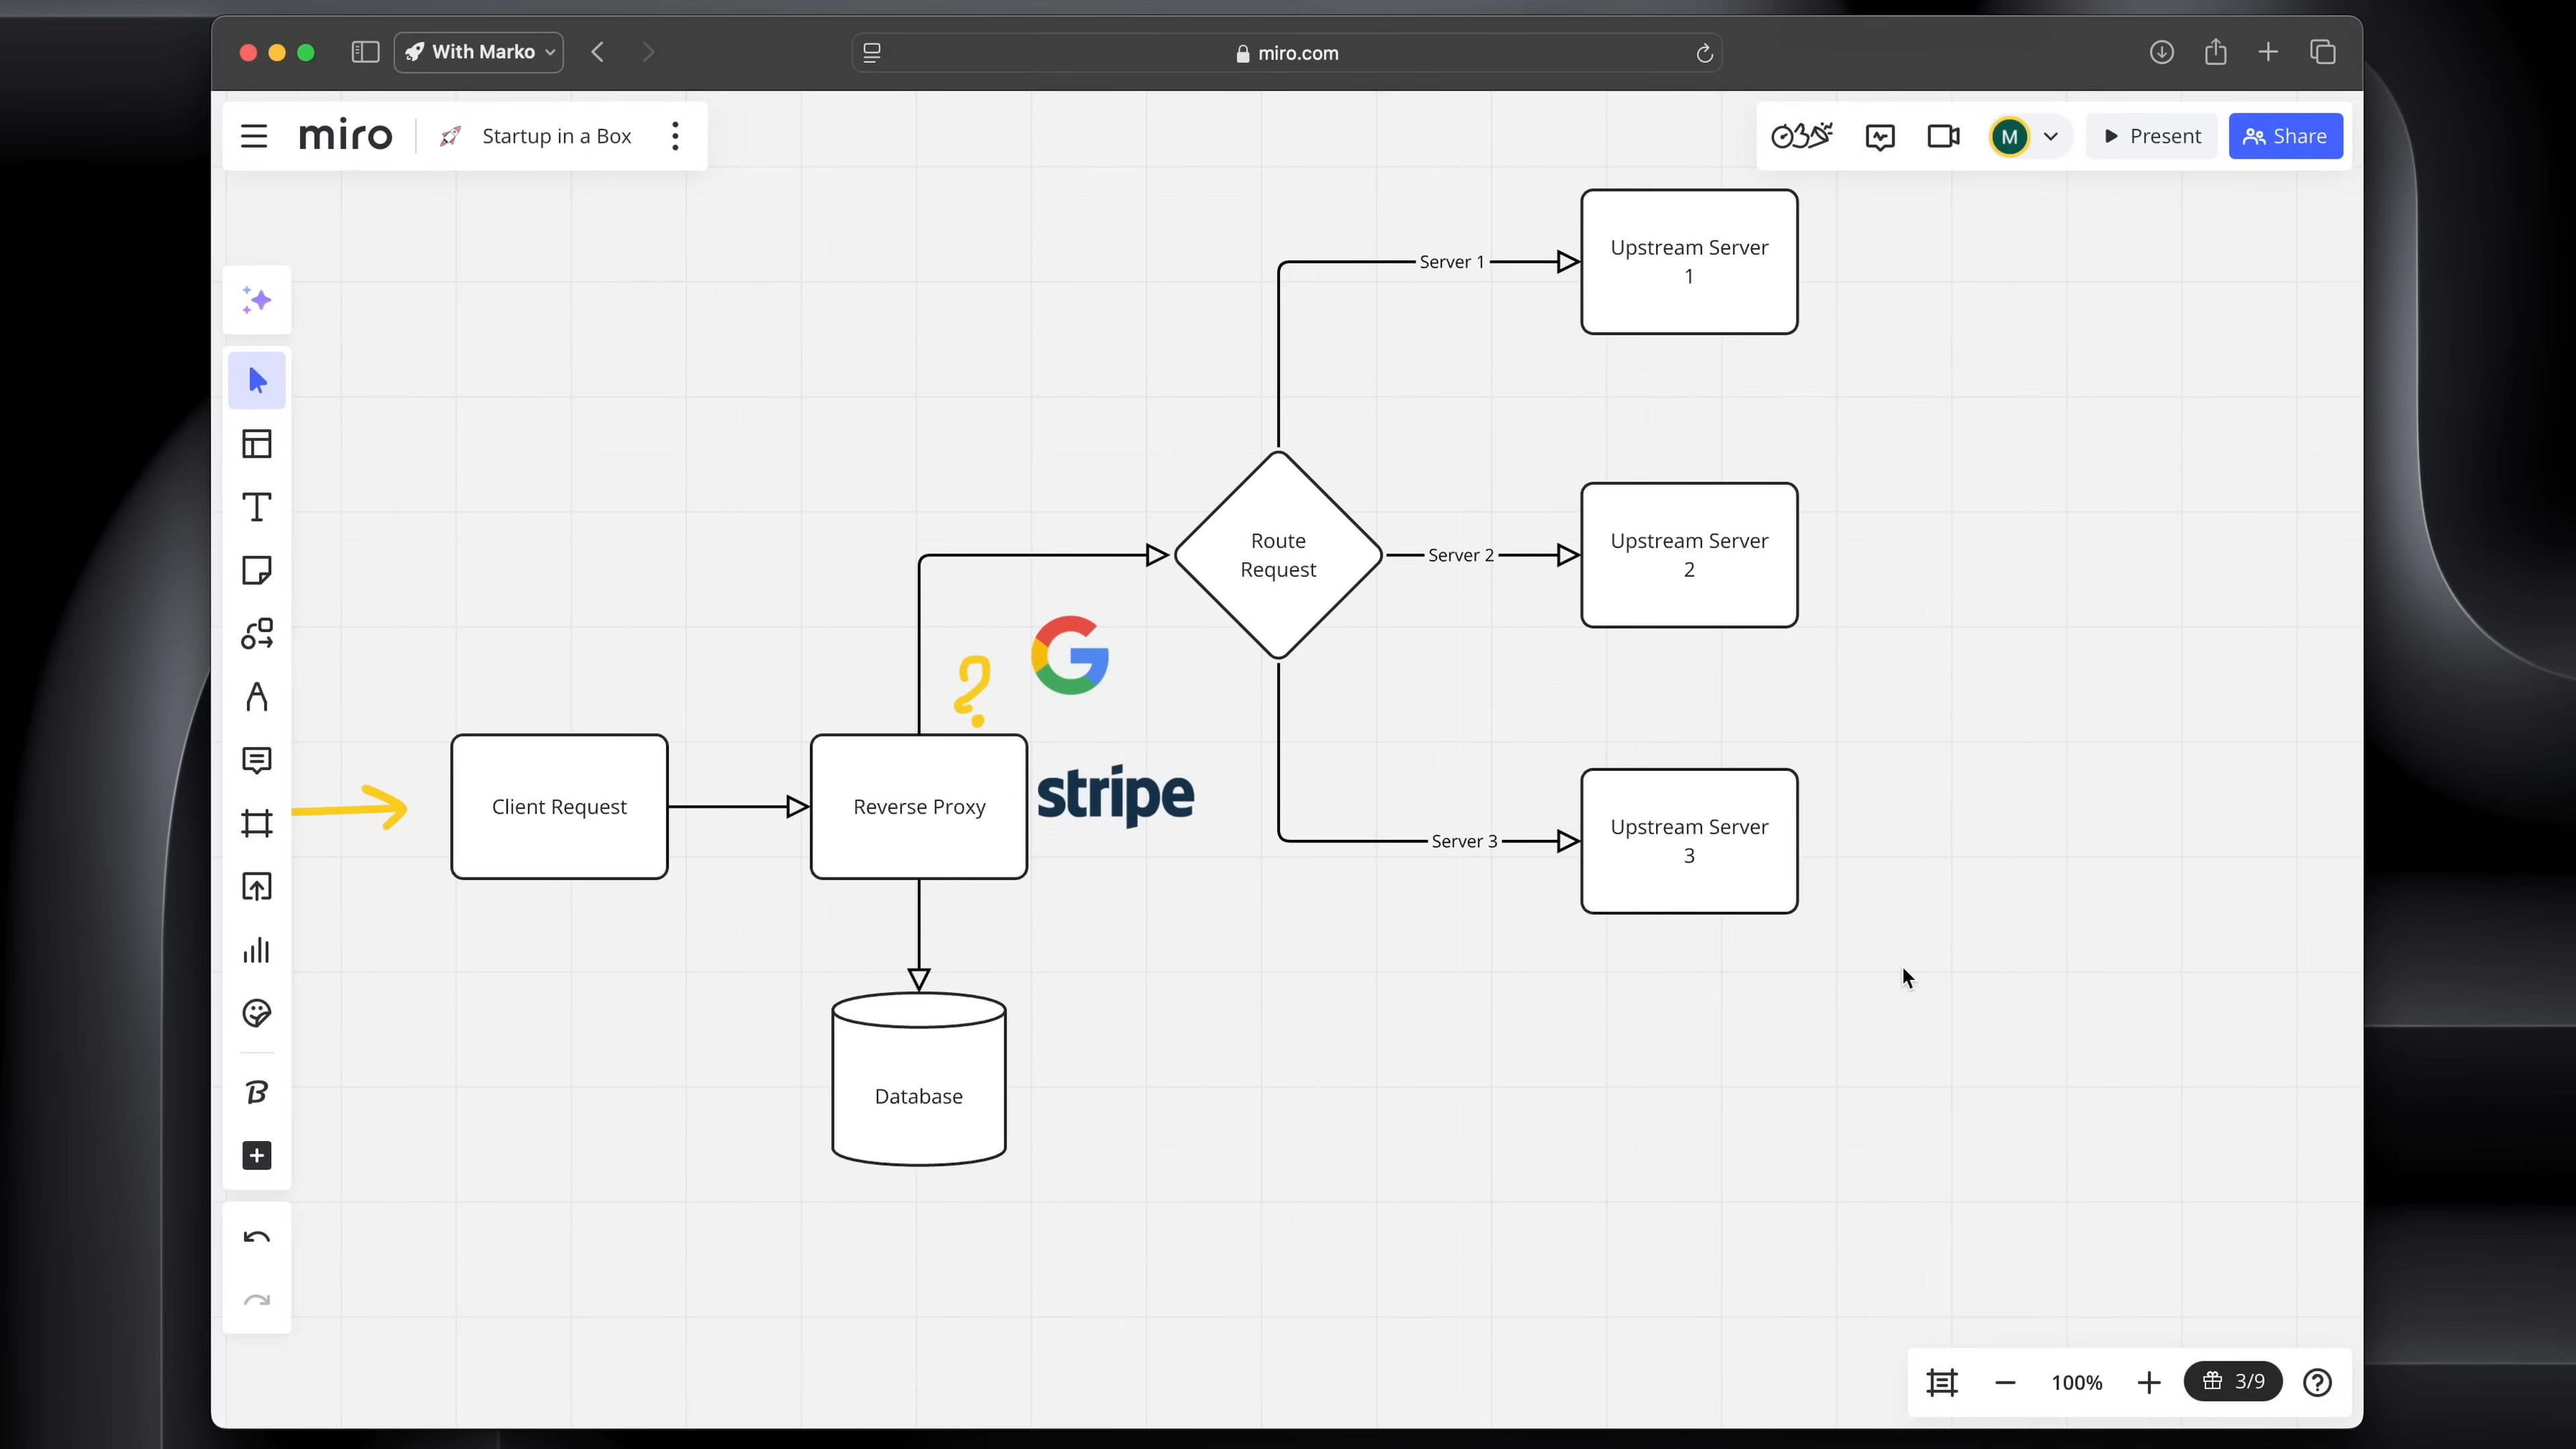 With Marko
miro.com
miro
Startup in a Box
M
Present
Share
Server 1
Upstream Server
1
Route
Request
Server 2
Upstream Server
2
?
G
Client Request
Reverse Proxy
stripe
Server 3
Upstream Server
3
Database
100%
3/9